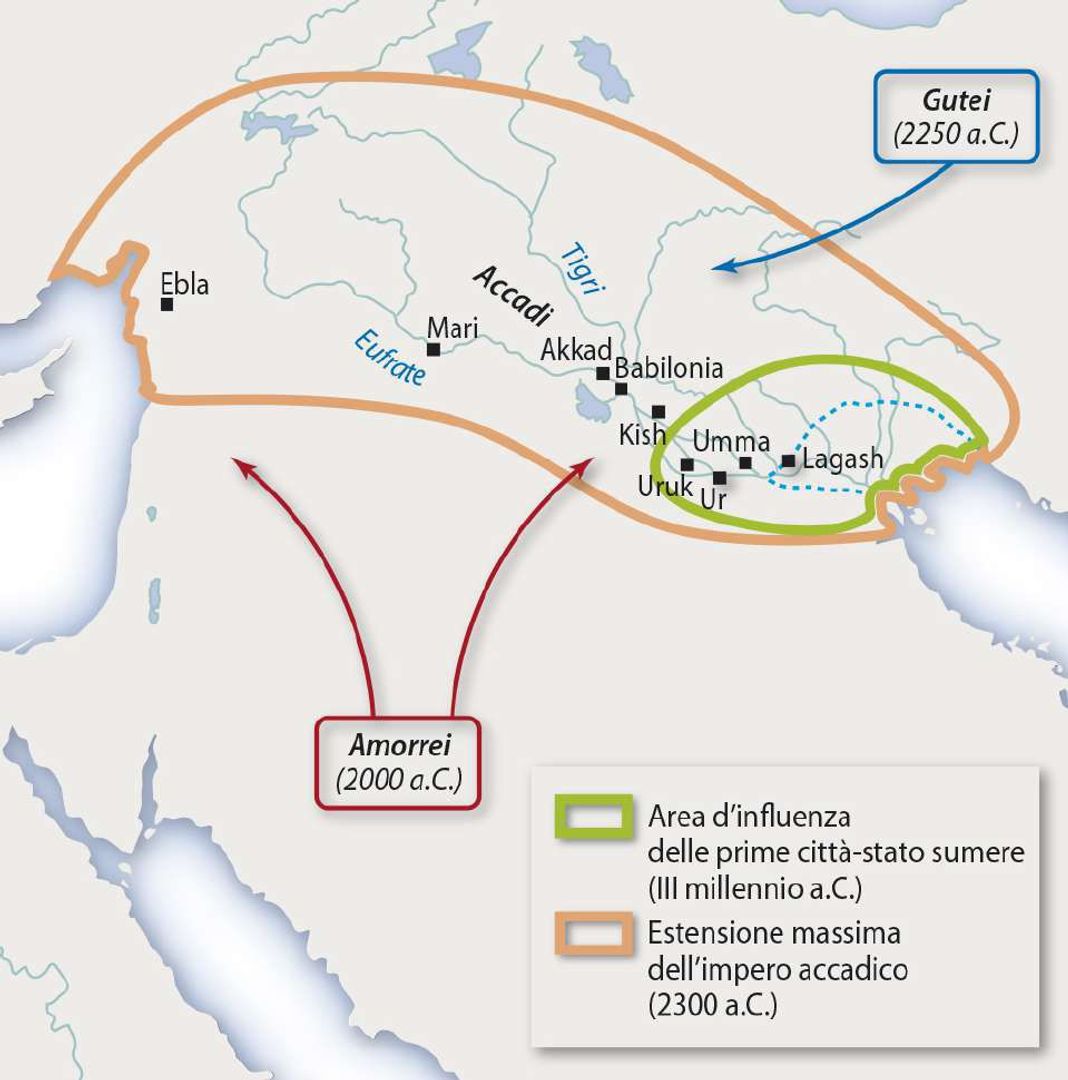 Gutei
(2250 a.C.)
Tigri
Ebla
Accadi
Mari
Eufrate
Akkad
Babilonia
Kish
Umma
Lagash
Uruk
Ur
Amorrei
(2000 a.C.)
Area d'influenza
delle prime città-stato sumere
(III millennio a.C.)
Estensione massima
dell'impero accadico
(2300 a.C.)